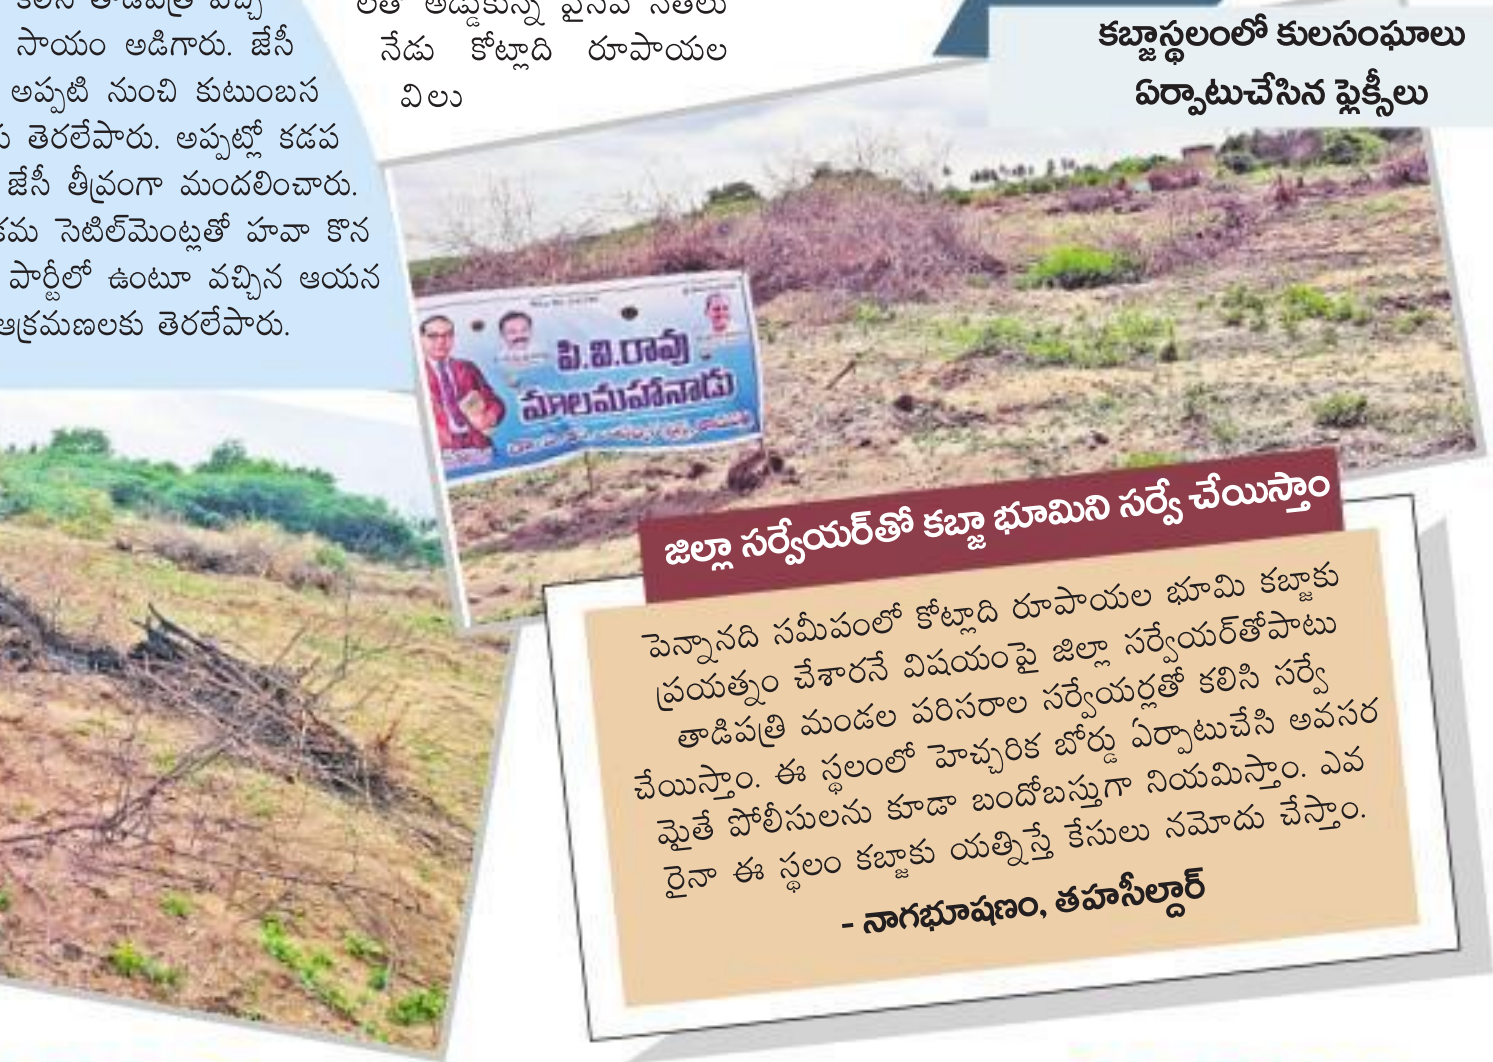 సాయం అడిగారు. జేసీ
అప్పటి నుంచి కుటుంబస
తెరలేపారు. అప్పట్లో కడప
జేసీ తీవ్రంగా మందలించారు.
కమ సెటిల్‌మెంట్లతో హవా కొన
పార్టీలో ఉంటూ వచ్చిన ఆయన
ఆక్రమణలకు తెరలేపారు.
నేడు కోట్లాది రూపాయల
విలు
కబ్జాస్థలంలో కులసంఘాలు
ఏర్పాటుచేసిన ఫ్లెక్సీలు
పి.వి.రావు
మాలమహానాడు
జిల్లా సర్వేయర్‌తో కబ్జా భూమిని సర్వే చేయిస్తాం
పెన్నానది సమీపంలో కోట్లాది రూపాయల భూమి కబ్జాకు
ప్రయత్నం చేశారనే విషయంపై జిల్లా సర్వేయర్‌తోపాటు
తాడిపత్రి మండల పరిసరాల సర్వేయర్లతో కలిసి సర్వే
చేయిస్తాం. ఈ స్థలంలో హెచ్చరిక బోర్డు ఏర్పాటుచేసి అవసర
మైతే పోలీసులను కూడా బందోబస్తుగా నియమిస్తాం. ఎవ
రైనా ఈ స్థలం కబ్జాకు యత్నిస్తే కేసులు నమోదు చేస్తాం.
- నాగభూషణం, తహసీల్దార్